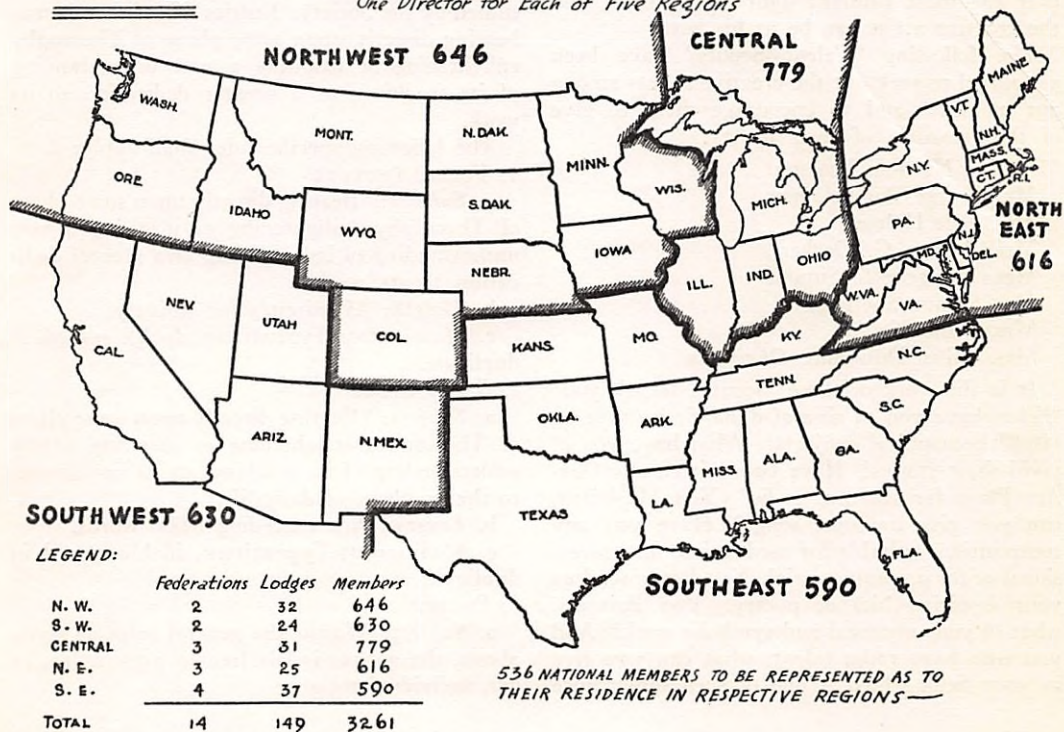 One Director for Each of Five Regions
NORTHWEST 646
CENTRAL
779
NORTH
EAST
616
SOUTHWEST 630
SOUTHEAST 590
WASH.
ORE.
IDAHO
MONT.
WYO.
N.DAK.
S.DAK.
NEBR.
MINN.
IOWA
WIS.
MICH.
ILL.
IND.
OHIO
KY.
MAINE
V.T.
N.H.
MASS.
CT.
R.I.
N.Y.
PA.
N.J.
DEL.
MD.
W.VA.
VA.
CAL.
NEV.
UTAH
COL.
ARIZ.
N.MEX.
KANS.
OKLA.
TEXAS
MO.
ARK.
LA.
TENN.
MISS.
ALA.
GA.
N.C.
S.C.
FLA.
LEGEND:
Federations Lodges Members
N. W. 2 32 646
S. W. 2 24 630
CENTRAL 3 31 779
N. E. 3 25 616
S. E. 4 37 590
TOTAL 14 149 3261
536 NATIONAL MEMBERS TO BE REPRESENTED AS TO
THEIR RESIDENCE IN RESPECTIVE REGIONS